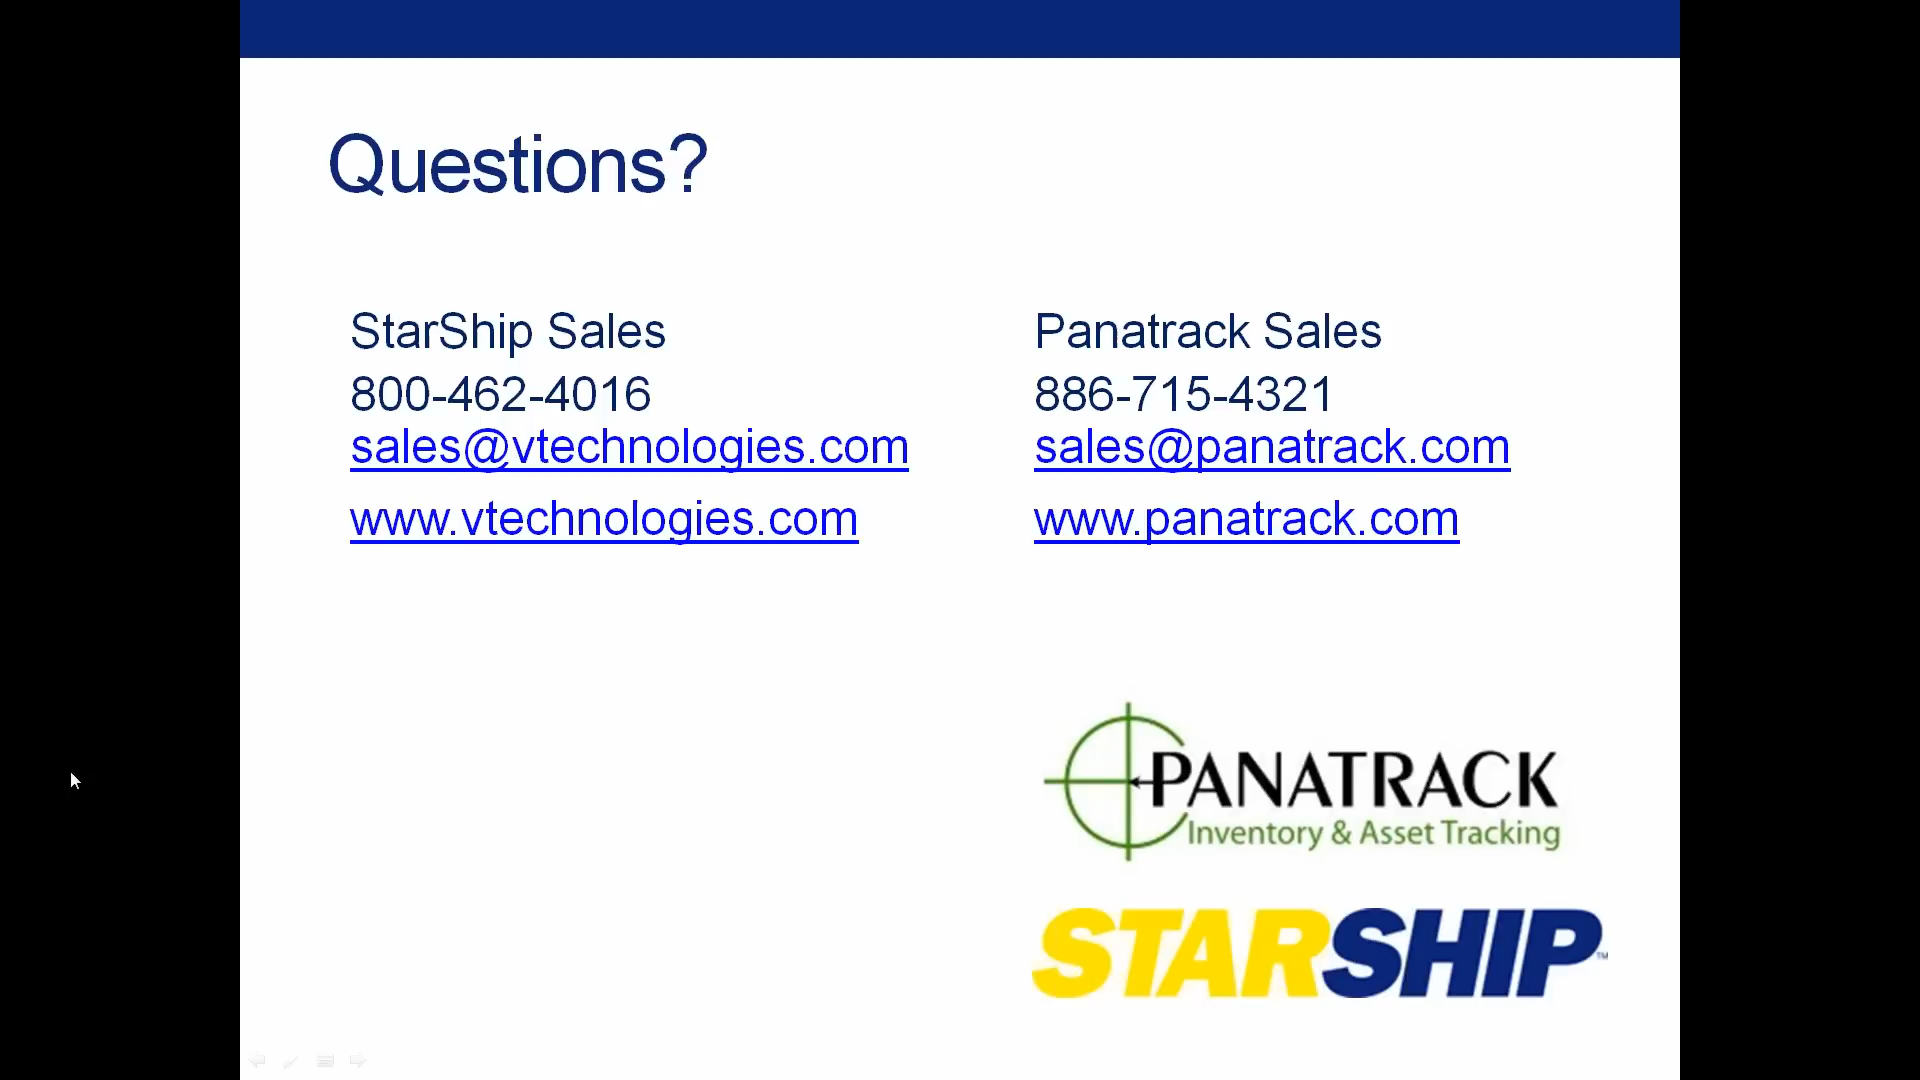 Questions?
StarShip Sales
800-462-4016
sales@vtechnologies.com
www.vtechnologies.com
Panatrack Sales
886-715-4321
sales@panatrack.com
www.panatrack.com
PANATRACK
Inventory & Asset Tracking
STARSHIP™